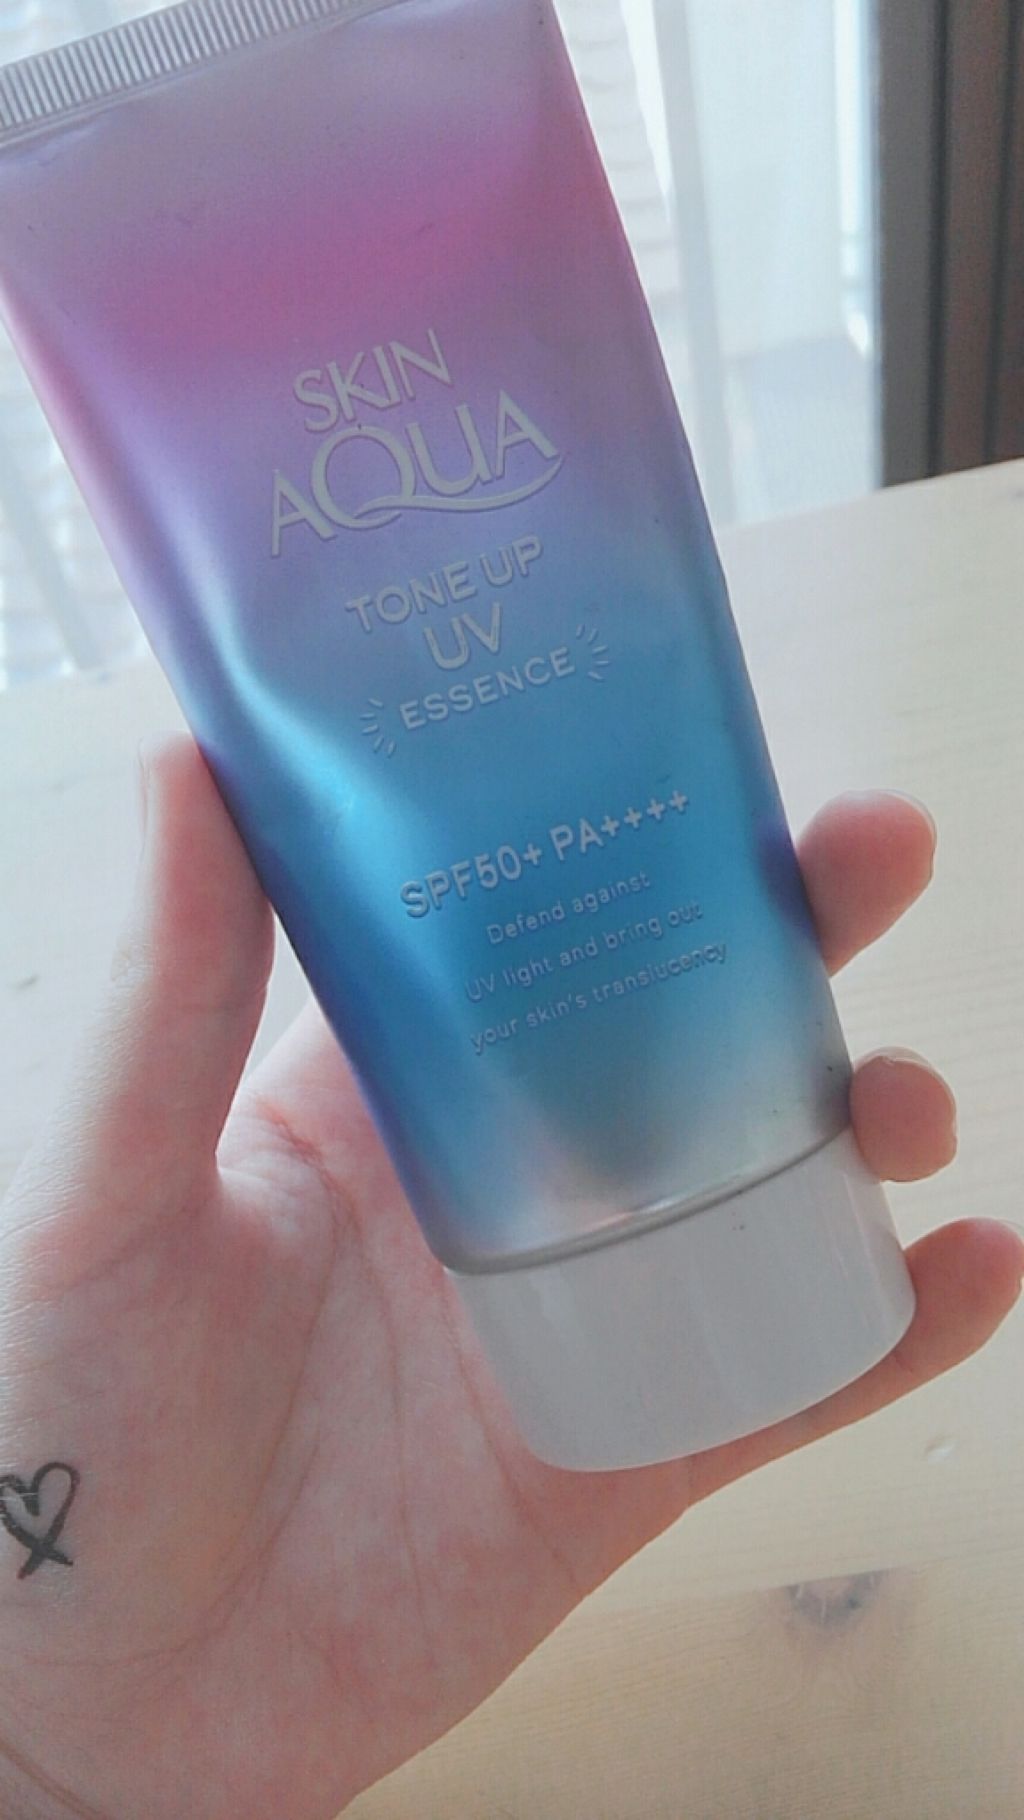 SKIN
AQUA
TONE UP
UV
ESSENCE
SPF50+ PA++++
Defend against
UV light and bring out
your skin's translucency